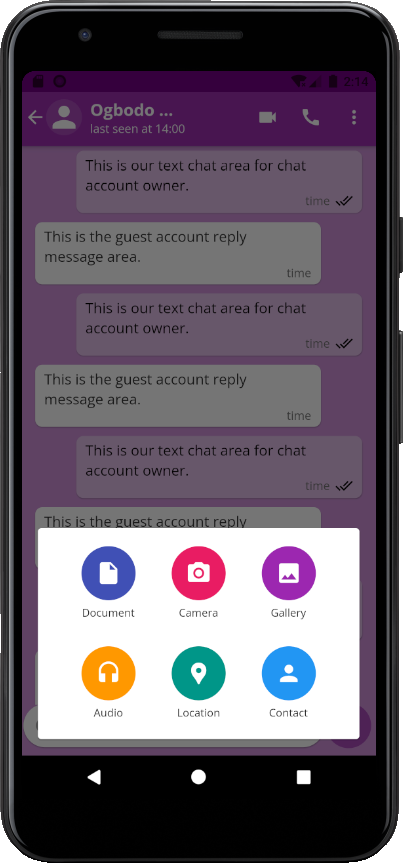 2:14
Ogbodo ...
last seen at 14:00
This is our text chat area for chat
account owner.
time
This is the guest account reply
message area.
time
This is our text chat area for chat
account owner.
time
This is the guest account reply
message area.
time
This is our text chat area for chat
account owner.
time
This is the guest account reply
Document
Camera
Gallery
Audio
Location
Contact